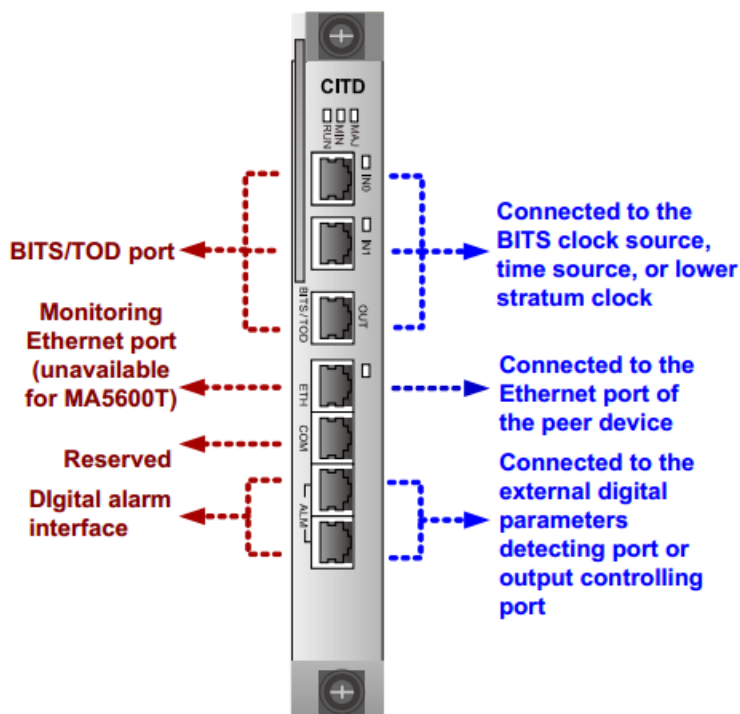 CITD
RUN
MIN
MAJ
IN0
IN1
OUT
BITS/TOD
ETH
COM
ALM
BITS/TOD port
Monitoring
Ethernet port
(unavailable
for MA5600T)
Reserved
DIgital alarm
interface
Connected to the
BITS clock source,
time source, or lower
stratum clock
Connected to the
Ethernet port of
the peer device
Connected to the
external digital
parameters
detecting port or
output controlling
port